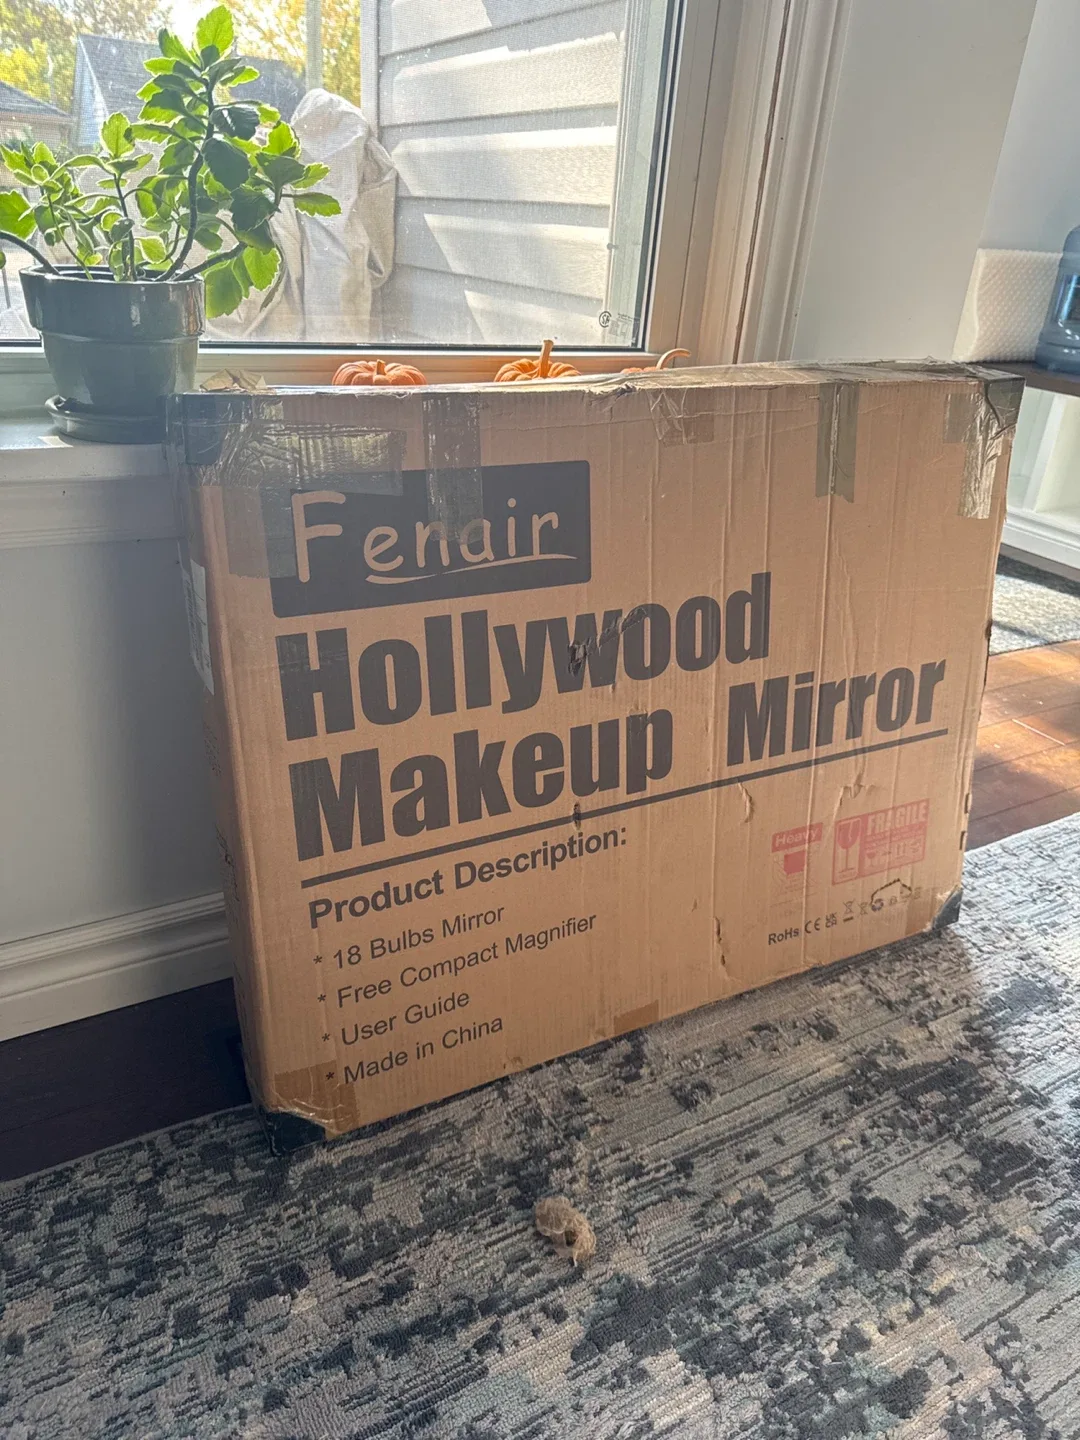 Fenair
Hollywood
Makeup Mirror
Product Description:
* 18 Bulbs Mirror
* Free Compact Magnifier
* User Guide
* Made in China
Heavy
FRAGILE
RoHS CE